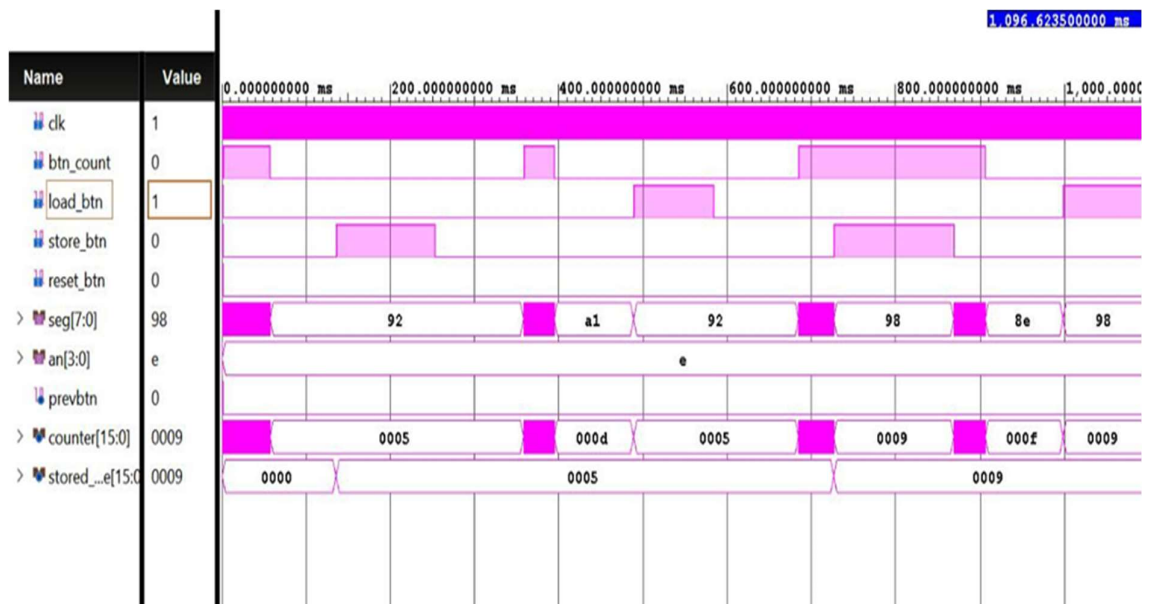 1,096.623500000 ms
Name Value 0.000000000 ms 200.000000000 ms 400.000000000 ms 600.000000000 ms 800.000000000 ms 1,000.0000
clk 1
btn_count 0
load_btn 1
store_btn 0
reset_btn 0
seg[7:0] 98 92 a1 92 98 8e 98
an[3:0] e e
prevbtn 0
counter[15:0] 0009 0005 000d 0005 0009 000f 0009
stored_...e[15:0 0009 0000 0005 0009